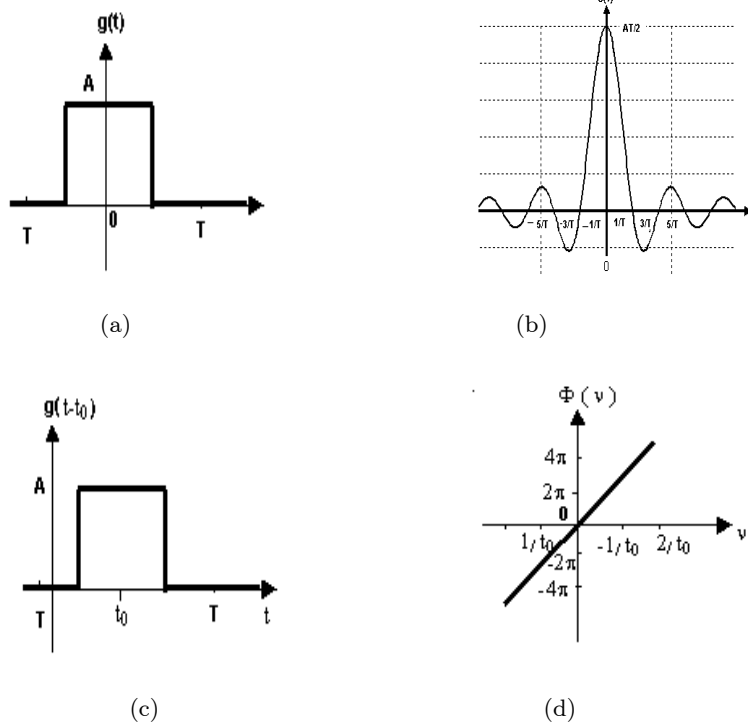 g(t)
A
T
0
T
(a)
AT/2
- 5/T -3/T -1/T 1/T 3/T 5/T
0
(b)
g(t-t0)
A
T
t0
T
t
(c)
Φ(ν)
4π
2π
0
1/t0
-1/t0
2/t0
ν
-2π
-4π
(d)